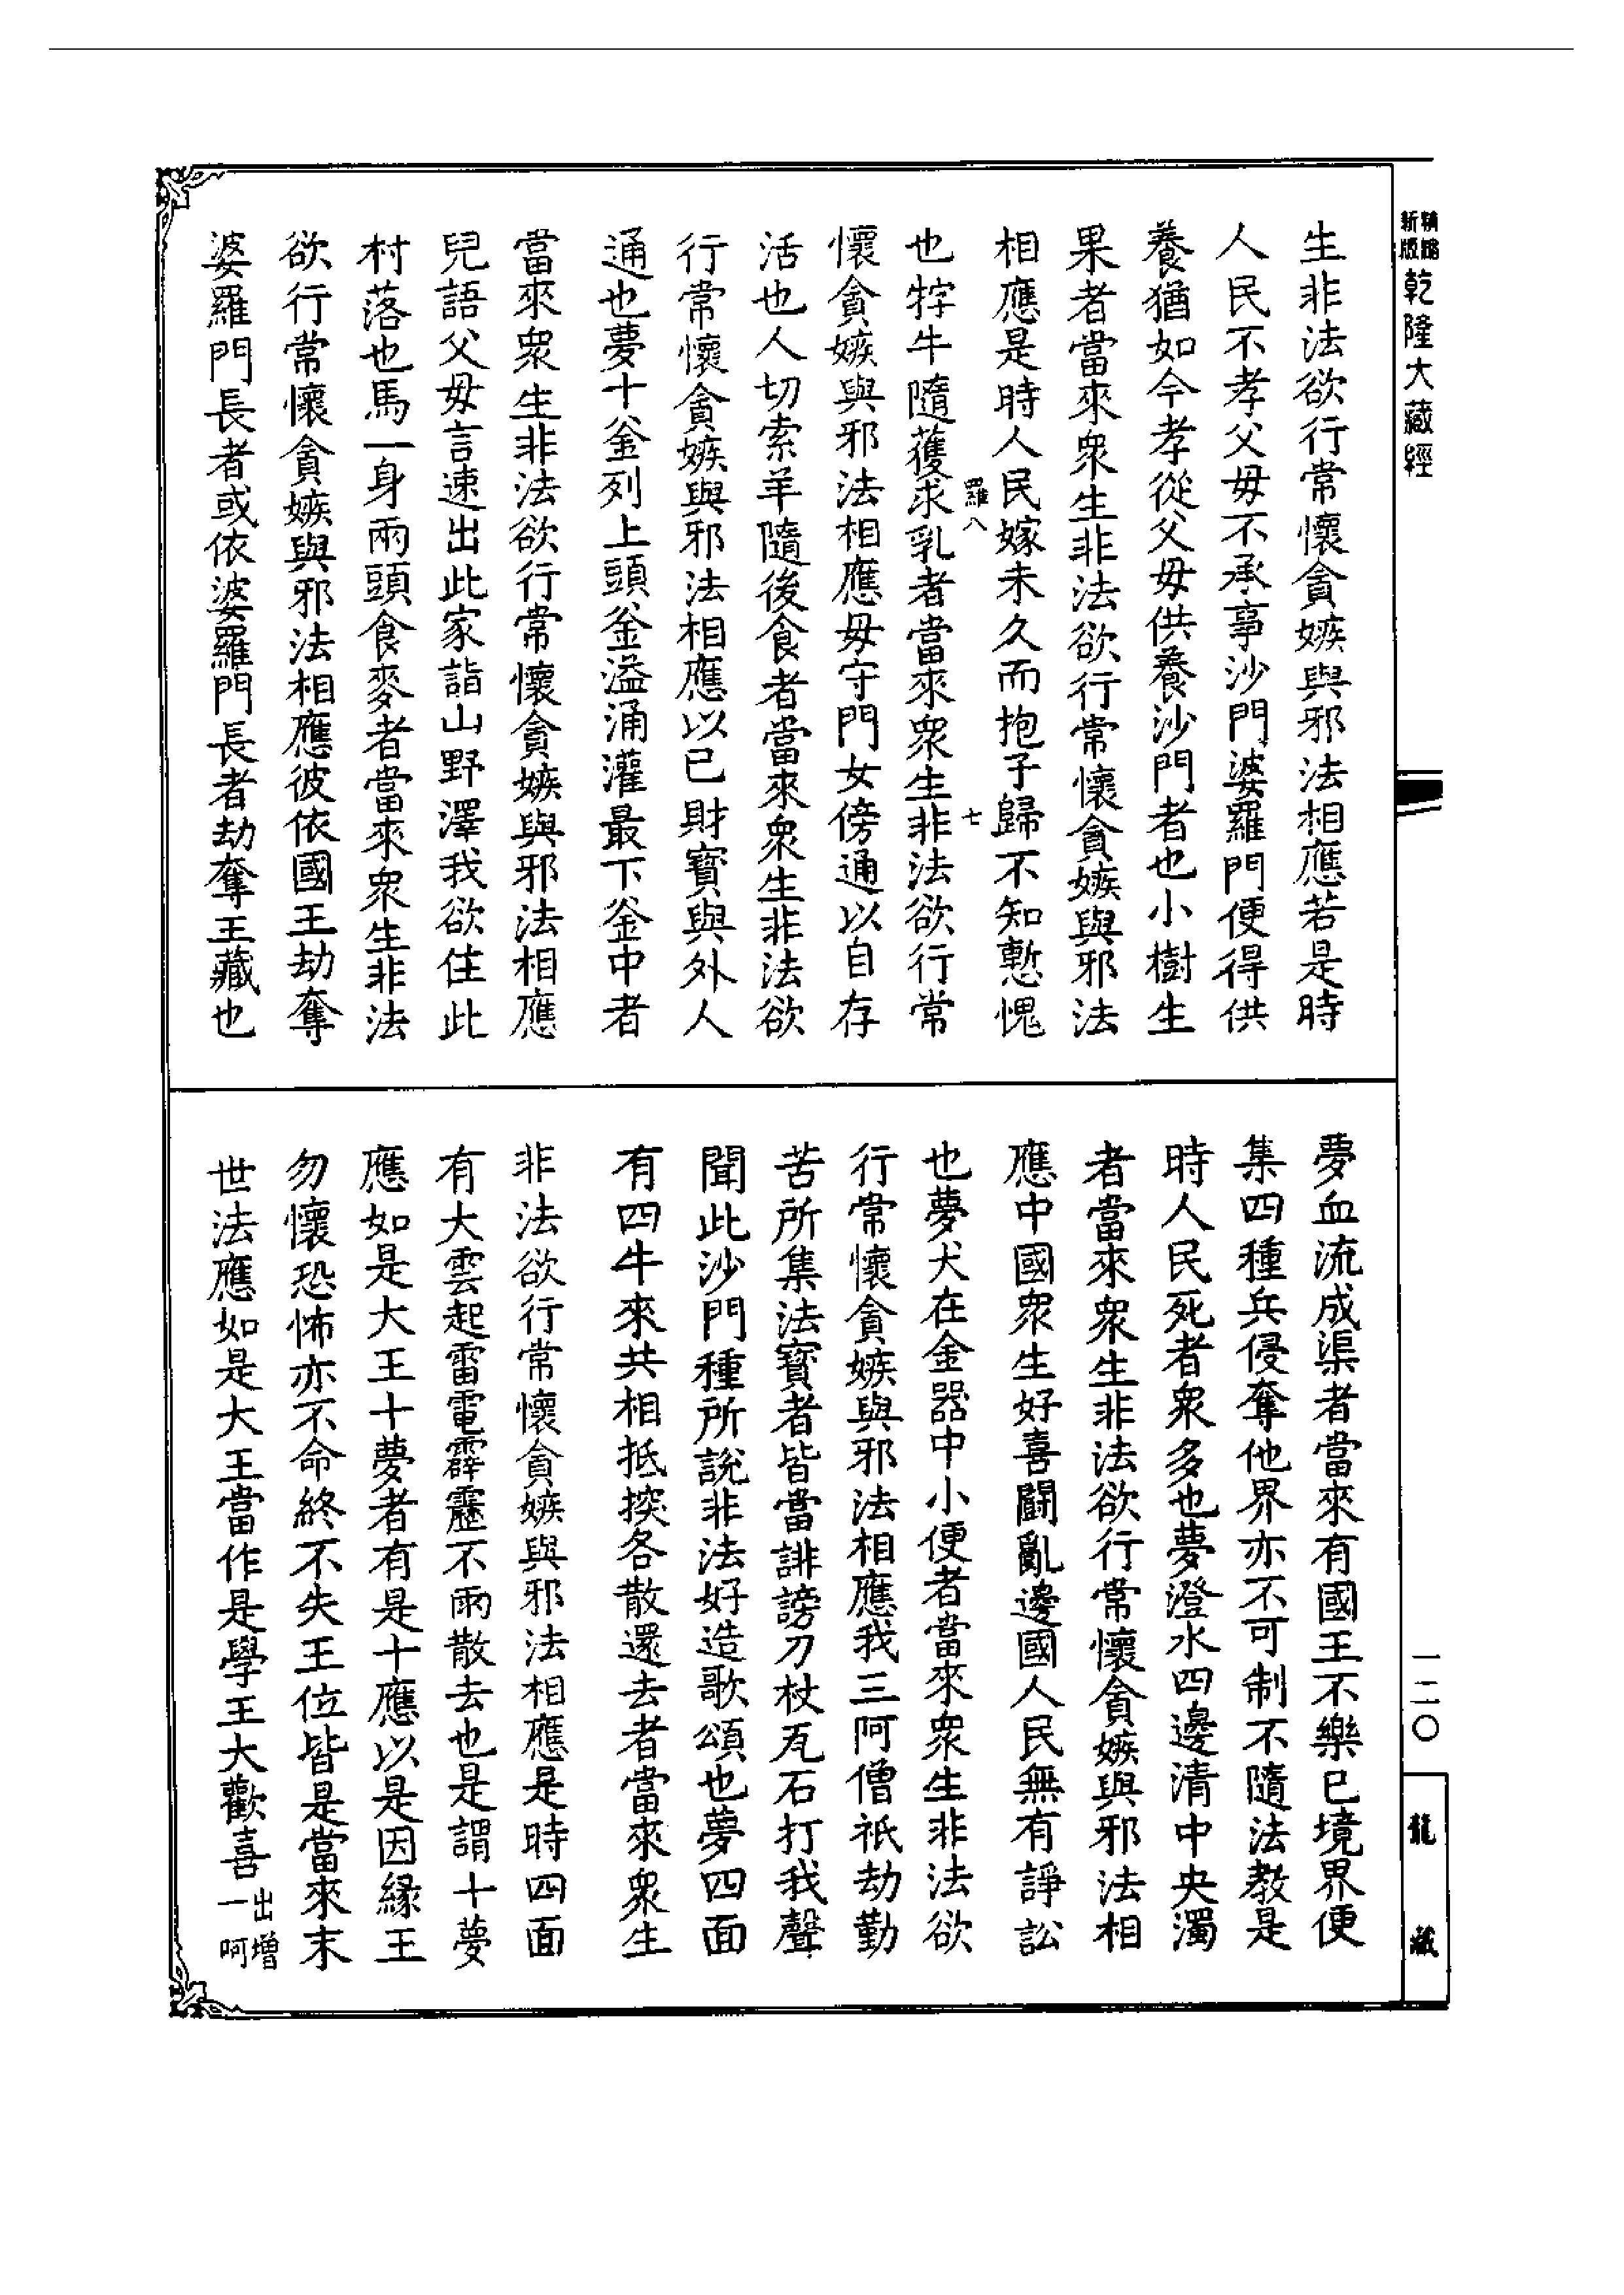 新版精縮乾隆大藏經
生非法欲行常懷貪嫉與邪法相應若是時
人民不孝父毋不承事沙門婆羅門便得供
養猶如今孝從父毋供養沙門者也小樹生
果者當來衆生非法欲行常懷貪嫉與邪法
相應是時人民嫁未久而抱子歸不知慙愧
羅八 七
也牸牛隨犢求乳者當來衆生非法欲行常
懷貪嫉與邪法相應毋守門女傍通以自存
活也人切索羊隨後食者當來衆生非法欲
行常懷貪嫉與邪法相應以已財寳與外人
通也夢十釜列上頭釜溢涌灌最下釜中者
當來衆生非法欲行常懷貪嫉與邪法相應
兒語父毋言速出此家詣山野澤我欲住此
村落也馬一身兩頭食麥者當來衆生非法
欲行常懷貪嫉與邪法相應彼依國王劫奪
婆羅門長者或依婆羅門長者劫奪王藏也
夢血流成渠者當來有國王不樂已境界便
集四種兵侵奪他界亦不可制不隨法教是
時人民死者衆多也夢澄水四邊清中央濁
者當來衆生非法欲行常懷貪嫉與邪法相
應中國衆生好喜鬪亂邊國人民無有諍訟
也夢犬在金器中小便者當來衆生非法欲
行常懷貪嫉與邪法相應我三阿僧祇劫勤
苦所集法寳者皆當誹謗刀杖瓦石打我聲
聞此沙門種所說非法好造歌頌也夢四面
有四牛來共相抵揬各散還去者當來衆生
非法欲行常懷貪嫉與邪法相應是時四面
有大雲起雷電霹靂不雨散去也是謂十夢
應如是大王十夢者有是十應以是因緣王
勿懷恐怖亦不命終不失王位皆是當來末
世法應如是大王當作是學王大歡喜出增一阿
一二〇
龍藏